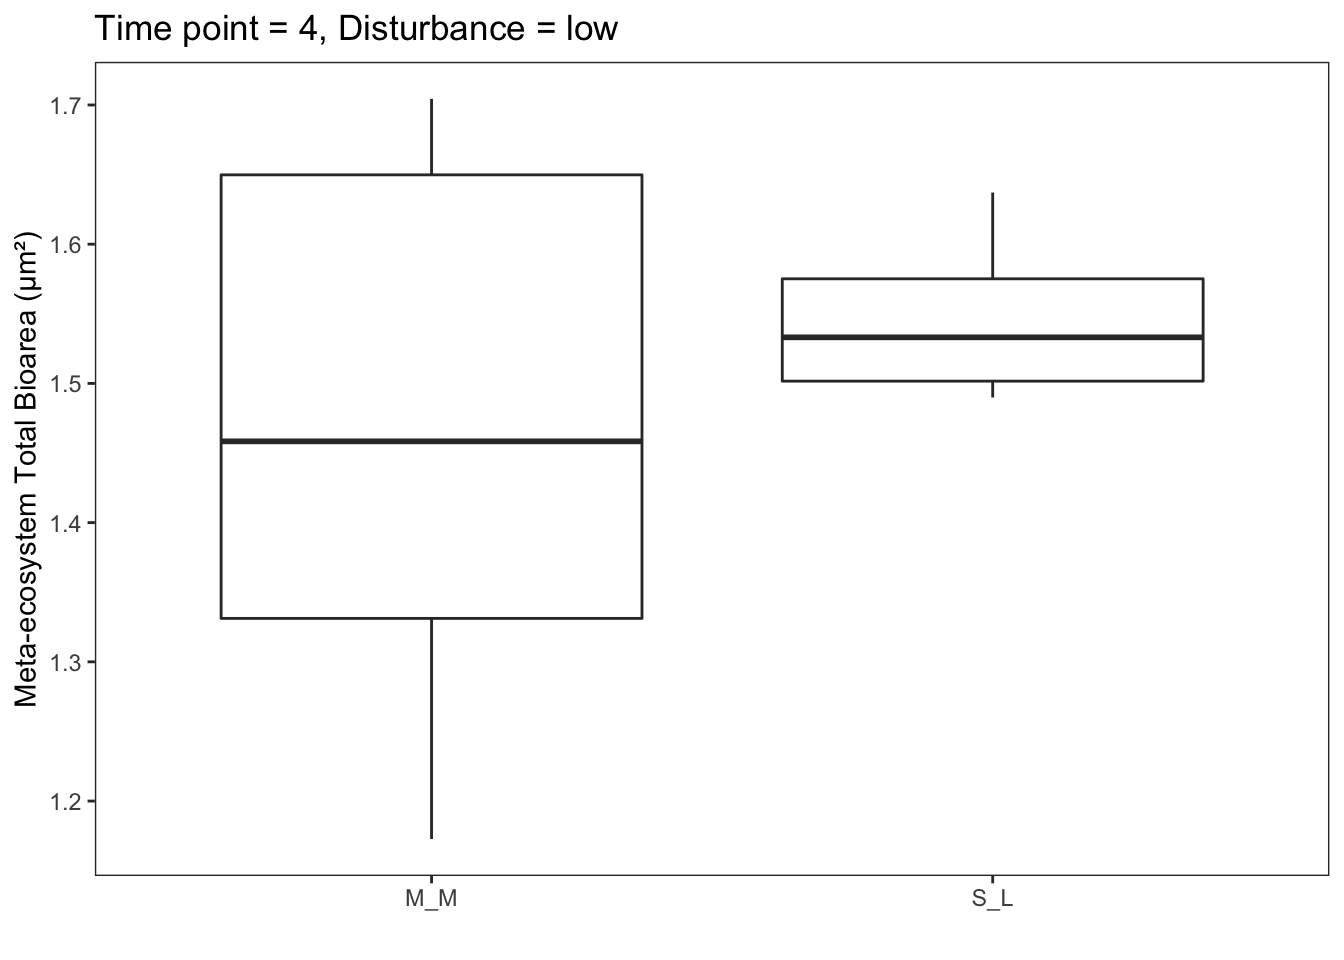 Time point = 4, Disturbance = low
Meta-ecosystem Total Bioarea (μm²)
1.7
1.6
1.5
1.4
1.3
1.2
M_M S_L